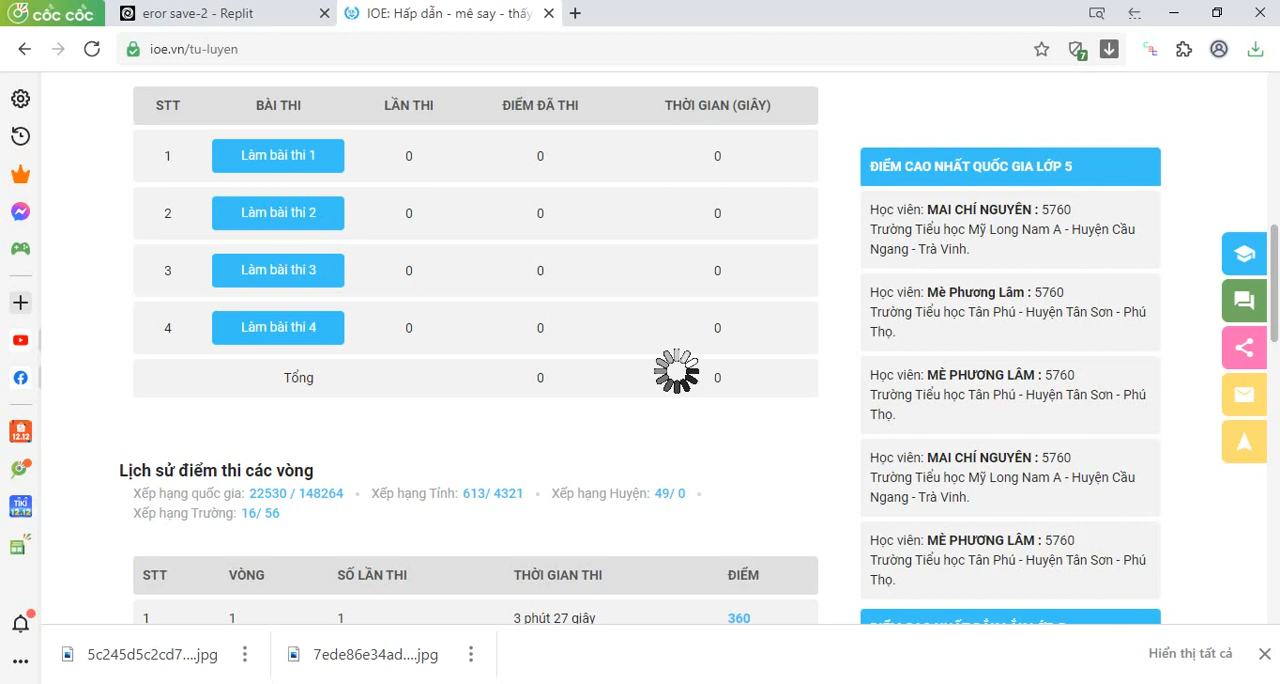 cốc cốc
eror save-2 - Replit
IOE: Hấp dẫn - mê say - thấy
ioe.vn/tu-luyen
7
STT BÀI THI LẦN THI ĐIỂM ĐÃ THI THỜI GIAN (GIÂY)
1 Làm bài thi 1 0 0 0
2 Làm bài thi 2 0 0 0
3 Làm bài thi 3 0 0 0
4 Làm bài thi 4 0 0 0
Tổng 0 0
Lịch sử điểm thi các vòng
Xếp hạng quốc gia: 22530 / 148264 • Xếp hạng Tỉnh: 613/ 4321 • Xếp hạng Huyện: 49/ 0 •
Xếp hạng Trường: 16/ 56
STT VÒNG SỐ LẦN THI THỜI GIAN THI ĐIỂM
1 1 1 3 phút 27 giây 360
ĐIỂM CAO NHẤT QUỐC GIA LỚP 5
Học viên: MAI CHÍ NGUYÊN : 5760
Trường Tiểu học Mỹ Long Nam A - Huyện Cầu
Ngang - Trà Vinh.
Học viên: Mè Phương Lâm : 5760
Trường Tiểu học Tân Phú - Huyện Tân Sơn - Phú
Thọ.
Học viên: MÈ PHƯƠNG LÂM : 5760
Trường Tiểu học Tân Phú - Huyện Tân Sơn - Phú
Thọ.
Học viên: MAI CHÍ NGUYÊN : 5760
Trường Tiểu học Mỹ Long Nam A - Huyện Cầu
Ngang - Trà Vinh.
Học viên: MÈ PHƯƠNG LÂM : 5760
Trường Tiểu học Tân Phú - Huyện Tân Sơn - Phú
Thọ.
12.12
TIKI
12.12
5c245d5c2cd7....jpg
7ede86e34ad....jpg
Hiển thị tất cả